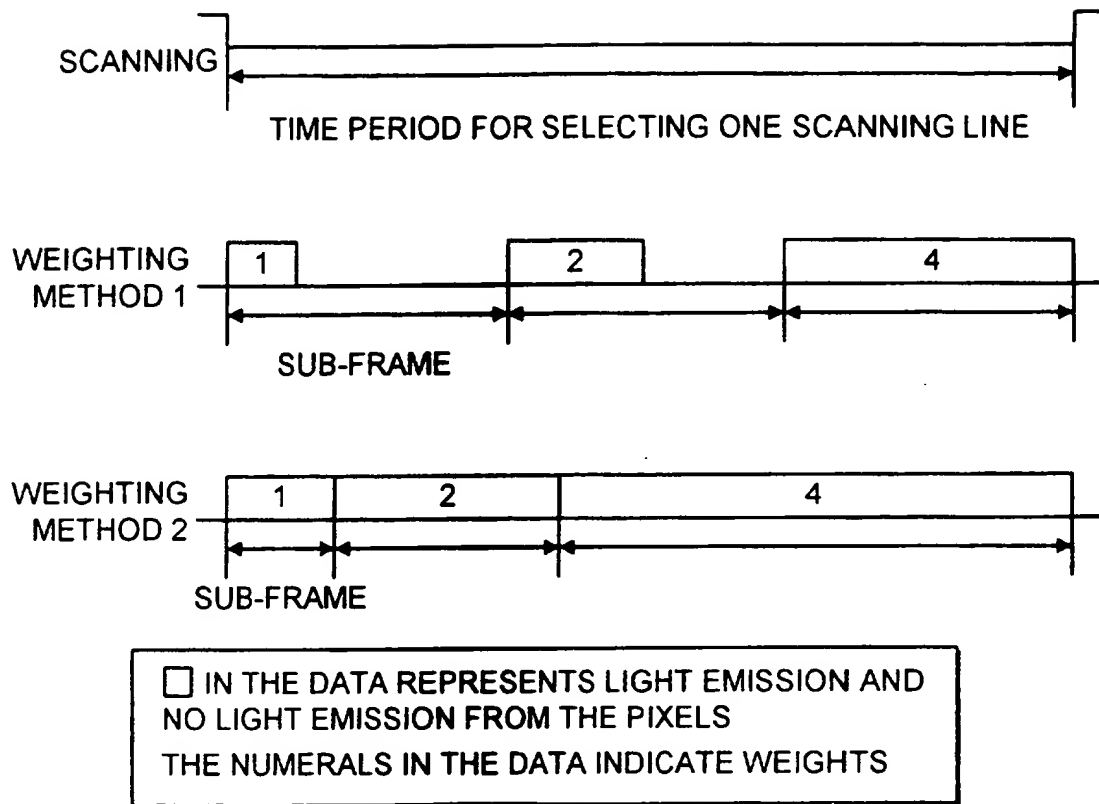 SCANNING
TIME PERIOD FOR SELECTING ONE SCANNING LINE
WEIGHTING
METHOD 1
1
2
4
SUB-FRAME
WEIGHTING
METHOD 2
1
2
4
SUB-FRAME
□ IN THE DATA REPRESENTS LIGHT EMISSION AND
NO LIGHT EMISSION FROM THE PIXELS
THE NUMERALS IN THE DATA INDICATE WEIGHTS